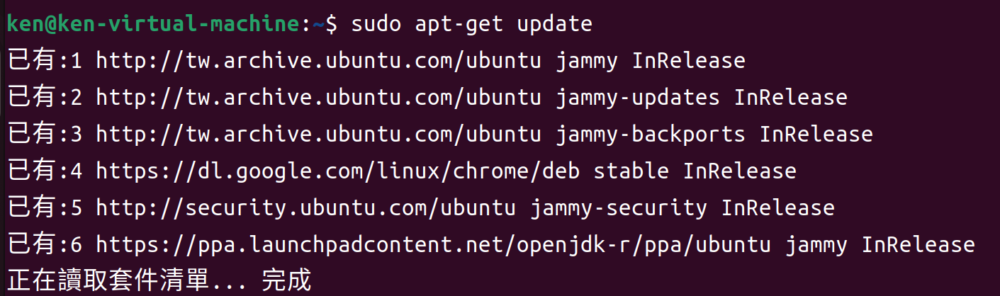 ken@ken-virtual-machine:~$ sudo apt-get update
已有:1 http://tw.archive.ubuntu.com/ubuntu jammy InRelease
已有:2 http://tw.archive.ubuntu.com/ubuntu jammy-updates InRelease
已有:3 http://tw.archive.ubuntu.com/ubuntu jammy-backports InRelease
已有:4 https://dl.google.com/linux/chrome/deb stable InRelease
已有:5 http://security.ubuntu.com/ubuntu jammy-security InRelease
已有:6 https://ppa.launchpadcontent.net/openjdk-r/ppa/ubuntu jammy InRelease
正在讀取套件清單... 完成